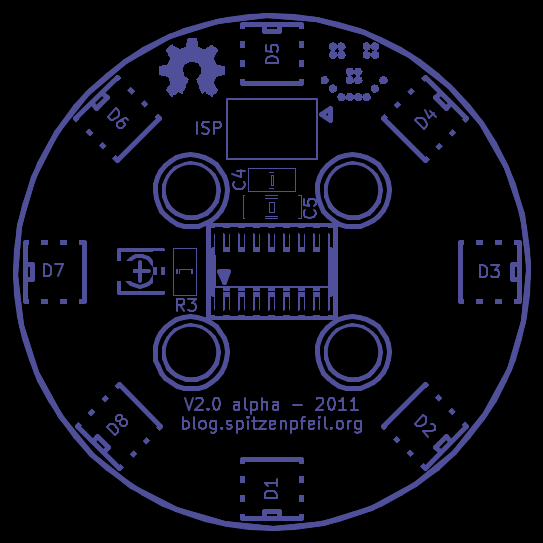 D5
D6
D4
ISP
C4
C5
D7
D3
R3
V2.0 alpha - 2011
blog.spitzenpfeil.org
D8
D2
D1